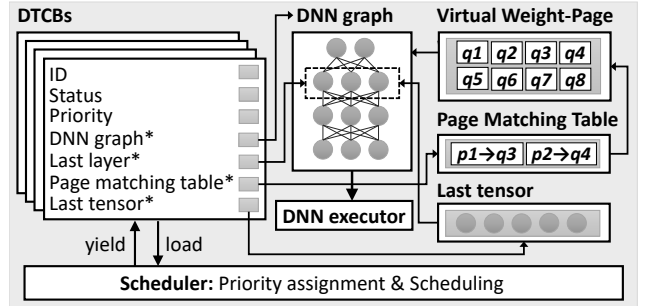 DTCBs
ID
Status
Priority
DNN graph*
Last layer*
Page matching table*
Last tensor*
DNN graph
DNN executor
Virtual Weight-Page
q1 q2 q3 q4
q5 q6 q7 q8
Page Matching Table
p1→q3 p2→q4
Last tensor
yield load
Scheduler: Priority assignment & Scheduling